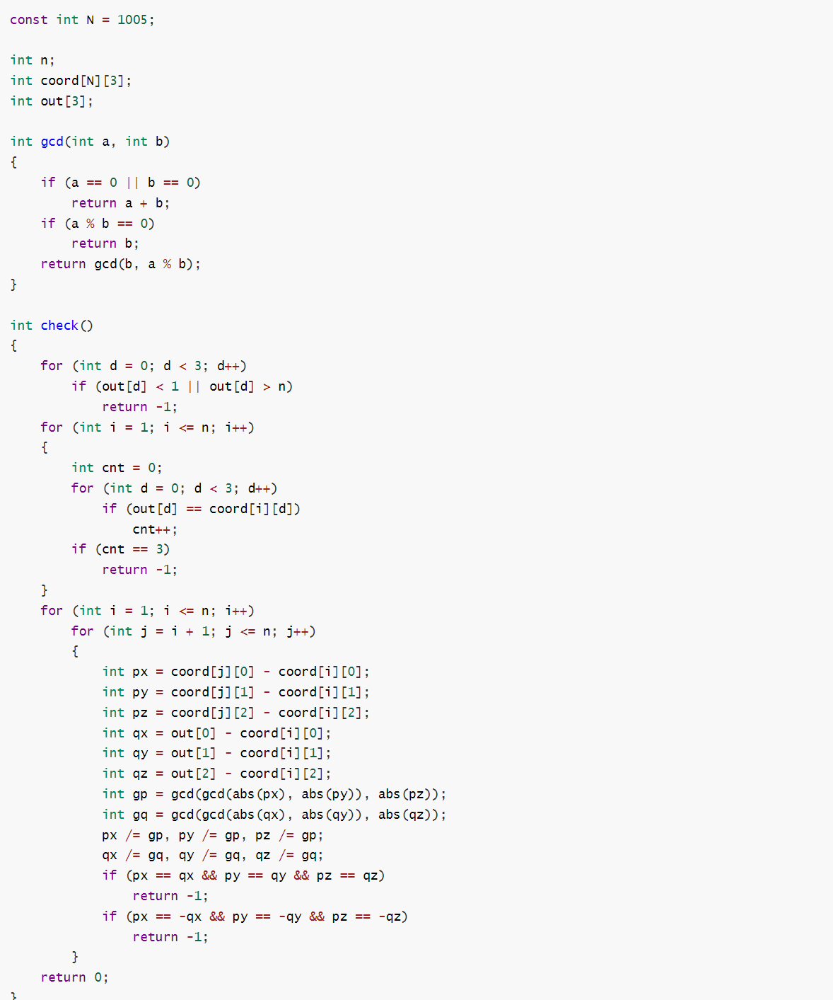 const int N = 1005;
int n;
int coord[N][3];
int out[3];
int gcd(int a, int b)
{
if (a == 0 || b == 0)
return a + b;
if (a % b == 0)
return b;
return gcd(b, a % b);
}
int check()
{
for (int d = 0; d < 3; d++)
if (out[d] < 1 || out[d] > n)
return -1;
for (int i = 1; i <= n; i++)
{
int cnt = 0;
for (int d = 0; d < 3; d++)
if (out[d] == coord[i][d])
cnt++;
if (cnt == 3)
return -1;
}
for (int i = 1; i <= n; i++)
for (int j = i + 1; j <= n; j++)
{
int px = coord[j][0] - coord[i][0];
int py = coord[j][1] - coord[i][1];
int pz = coord[j][2] - coord[i][2];
int qx = out[0] - coord[i][0];
int qy = out[1] - coord[i][1];
int qz = out[2] - coord[i][2];
int gp = gcd(gcd(abs(px), abs(py)), abs(pz));
int gq = gcd(gcd(abs(qx), abs(qy)), abs(qz));
px /= gp, py /= gp, pz /= gp;
qx /= gq, qy /= gq, qz /= gq;
if (px == qx && py == qy && pz == qz)
return -1;
if (px == -qx && py == -qy && pz == -qz)
return -1;
}
return 0;
}